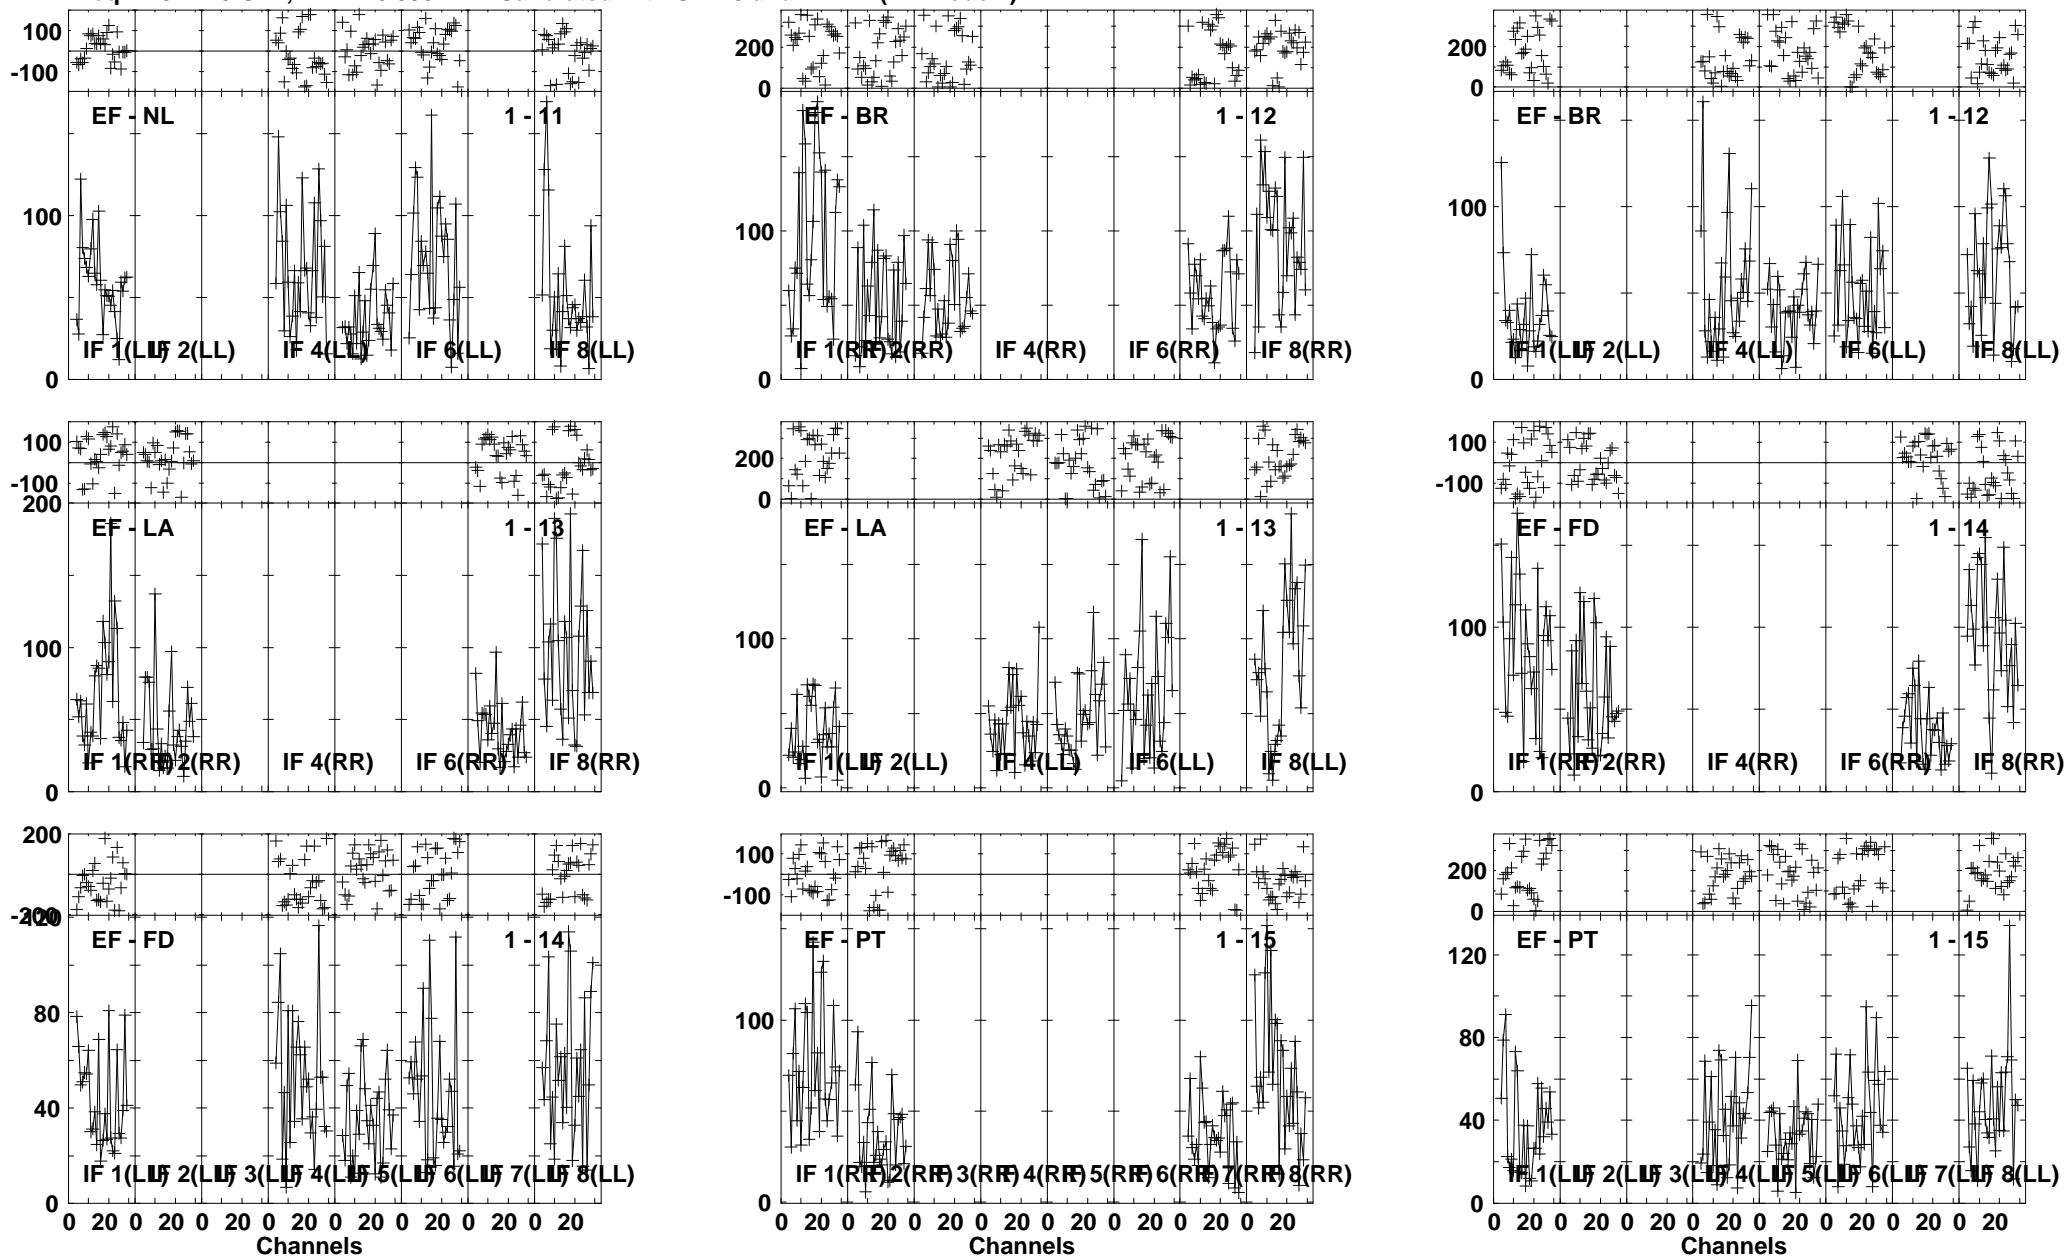 100
-100
EF - NL
1 - 11
100
0
IF 1(LL)
IF 2(LL)
IF 4(LL)
IF 6(LL)
IF 8(LL)
200
0
EF - BR
1 - 12
100
0
IF 1(RR)
IF 2(RR)
IF 4(RR)
IF 6(RR)
IF 8(RR)
200
0
EF - BR
1 - 12
100
0
IF 1(LL)
IF 2(LL)
IF 4(LL)
IF 6(LL)
IF 8(LL)
100
-100
200
EF - LA
1 - 13
100
0
IF 1(RR)
IF 2(RR)
IF 4(RR)
IF 6(RR)
IF 8(RR)
200
0
EF - LA
1 - 13
100
0
IF 1(LL)
IF 2(LL)
IF 4(LL)
IF 6(LL)
IF 8(LL)
100
-100
EF - FD
1 - 14
100
0
IF 1(RR)
IF 2(RR)
IF 4(RR)
IF 6(RR)
IF 8(RR)
200
-200
120
EF - FD
1 - 14
80
40
0
IF 1(LL)
IF 2(LL)
IF 3(LL)
IF 4(LL)
IF 5(LL)
IF 6(LL)
IF 7(LL)
IF 8(LL)
0 20 0 20 0 20 0 20 0 20 0 20 0 20 0 20
Channels
100
-100
EF - PT
1 - 15
100
0
IF 1(RR)
IF 2(RR)
IF 3(RR)
IF 4(RR)
IF 5(RR)
IF 6(RR)
IF 7(RR)
IF 8(RR)
0 20 0 20 0 20 0 20 0 20 0 20 0 20 0 20
Channels
200
0
EF - PT
1 - 15
120
80
40
0
IF 1(LL)
IF 2(LL)
IF 3(LL)
IF 4(LL)
IF 5(LL)
IF 6(LL)
IF 7(LL)
IF 8(LL)
0 20 0 20 0 20 0 20 0 20 0 20 0 20 0 20
Channels